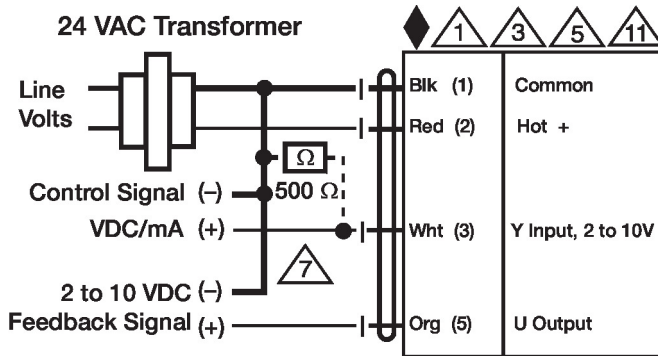 24 VAC Transformer
1 3 5 11
Line
Volts
Blk (1) Common
Red (2) Hot +
Ω
500 Ω
Control Signal (–)
VDC/mA (+)
Wht (3) Y Input, 2 to 10V
7
2 to 10 VDC (–)
Feedback Signal (+)
Org (5) U Output